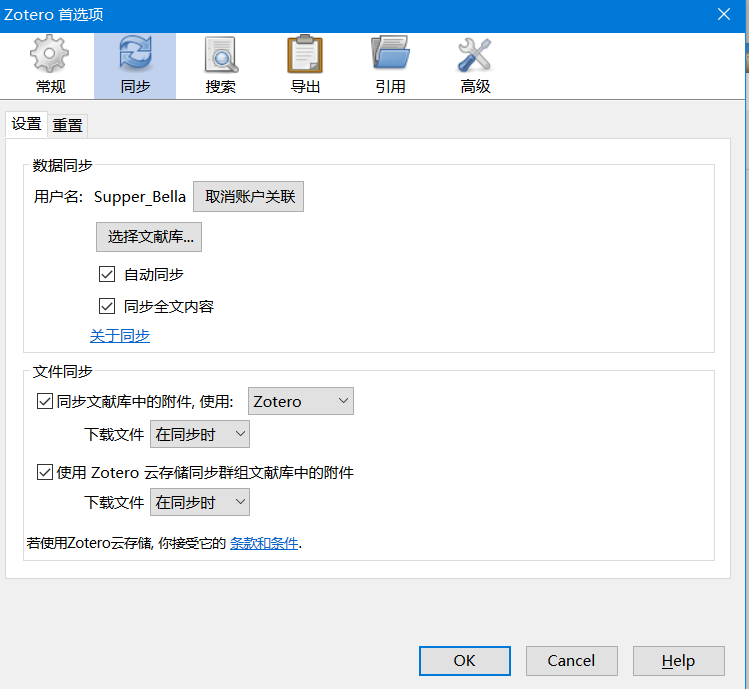 Zotero 首选项
常规 同步 搜索 导出 引用 高级
设置 重置
数据同步
用户名: Supper_Bella 取消账户关联
选择文献库...
自动同步
同步全文内容
关于同步
文件同步
同步文献库中的附件, 使用: Zotero
下载文件 在同步时
使用 Zotero 云存储同步群组文献库中的附件
下载文件 在同步时
若使用Zotero云存储, 你接受它的 条款和条件.
OK Cancel Help